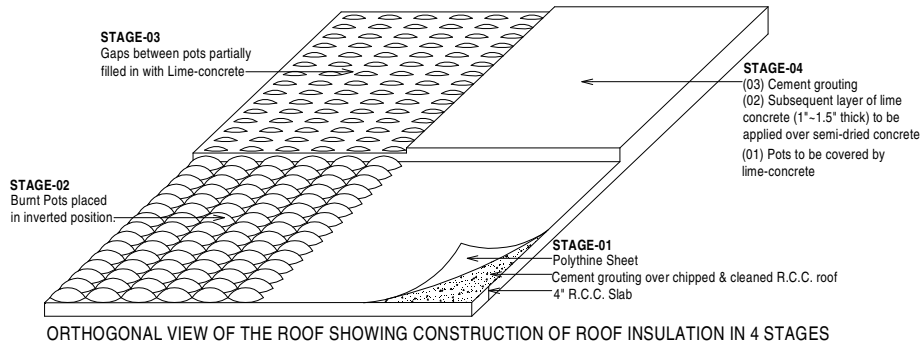 STAGE-03
Gaps between pots partially
filled in with Lime-concrete
STAGE-04
(03) Cement grouting
(02) Subsequent layer of lime
concrete (1"~1.5" thick) to be
applied over semi-dried concrete
(01) Pots to be covered by
lime-concrete
STAGE-02
Burnt Pots placed
in inverted position.
STAGE-01
Polythine Sheet
Cement grouting over chipped & cleaned R.C.C. roof
4" R.C.C. Slab
ORTHOGONAL VIEW OF THE ROOF SHOWING CONSTRUCTION OF ROOF INSULATION IN 4 STAGES